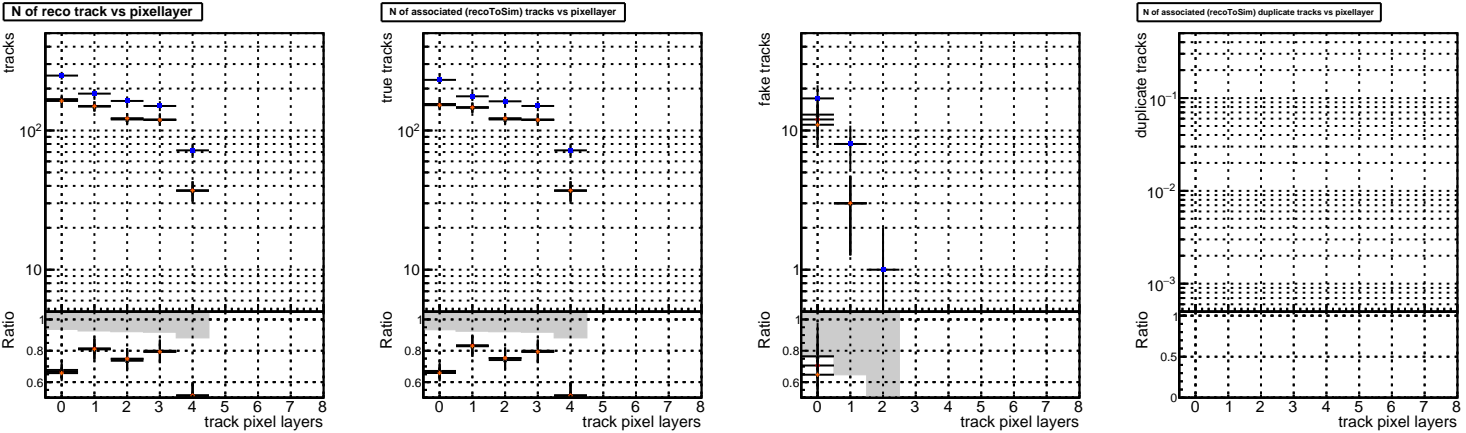 N of reco track vs pixellayer
tracks
10²
10
Ratio
1
0.8
0.6
0 1 2 3 4 5 6 7 8
track pixel layers
N of associated (recoToSim) tracks vs pixellayer
true tracks
10²
10
Ratio
1
0.8
0.6
0 1 2 3 4 5 6 7 8
track pixel layers
fake tracks
10
1
Ratio
1
0.8
0.6
0 1 2 3 4 5 6 7 8
track pixel layers
N of associated (recoToSim) duplicate tracks vs pixellayer
duplicate tracks
10⁻¹
10⁻²
10⁻³
Ratio
1
0.5
0
0 1 2 3 4 5 6 7 8
track pixel layers